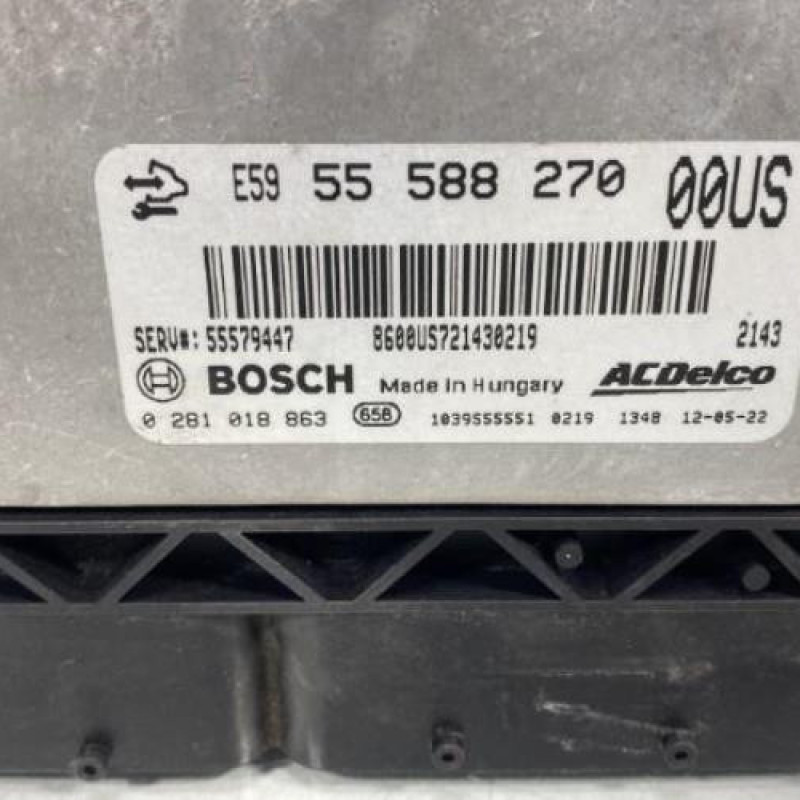 E59 55 588 270 00US
SERV#: 55579447 8600US721430219 2143
BOSCH Made in Hungary ACDelco
0 281 018 863 658 1039S55551 0219 1348 12-05-22